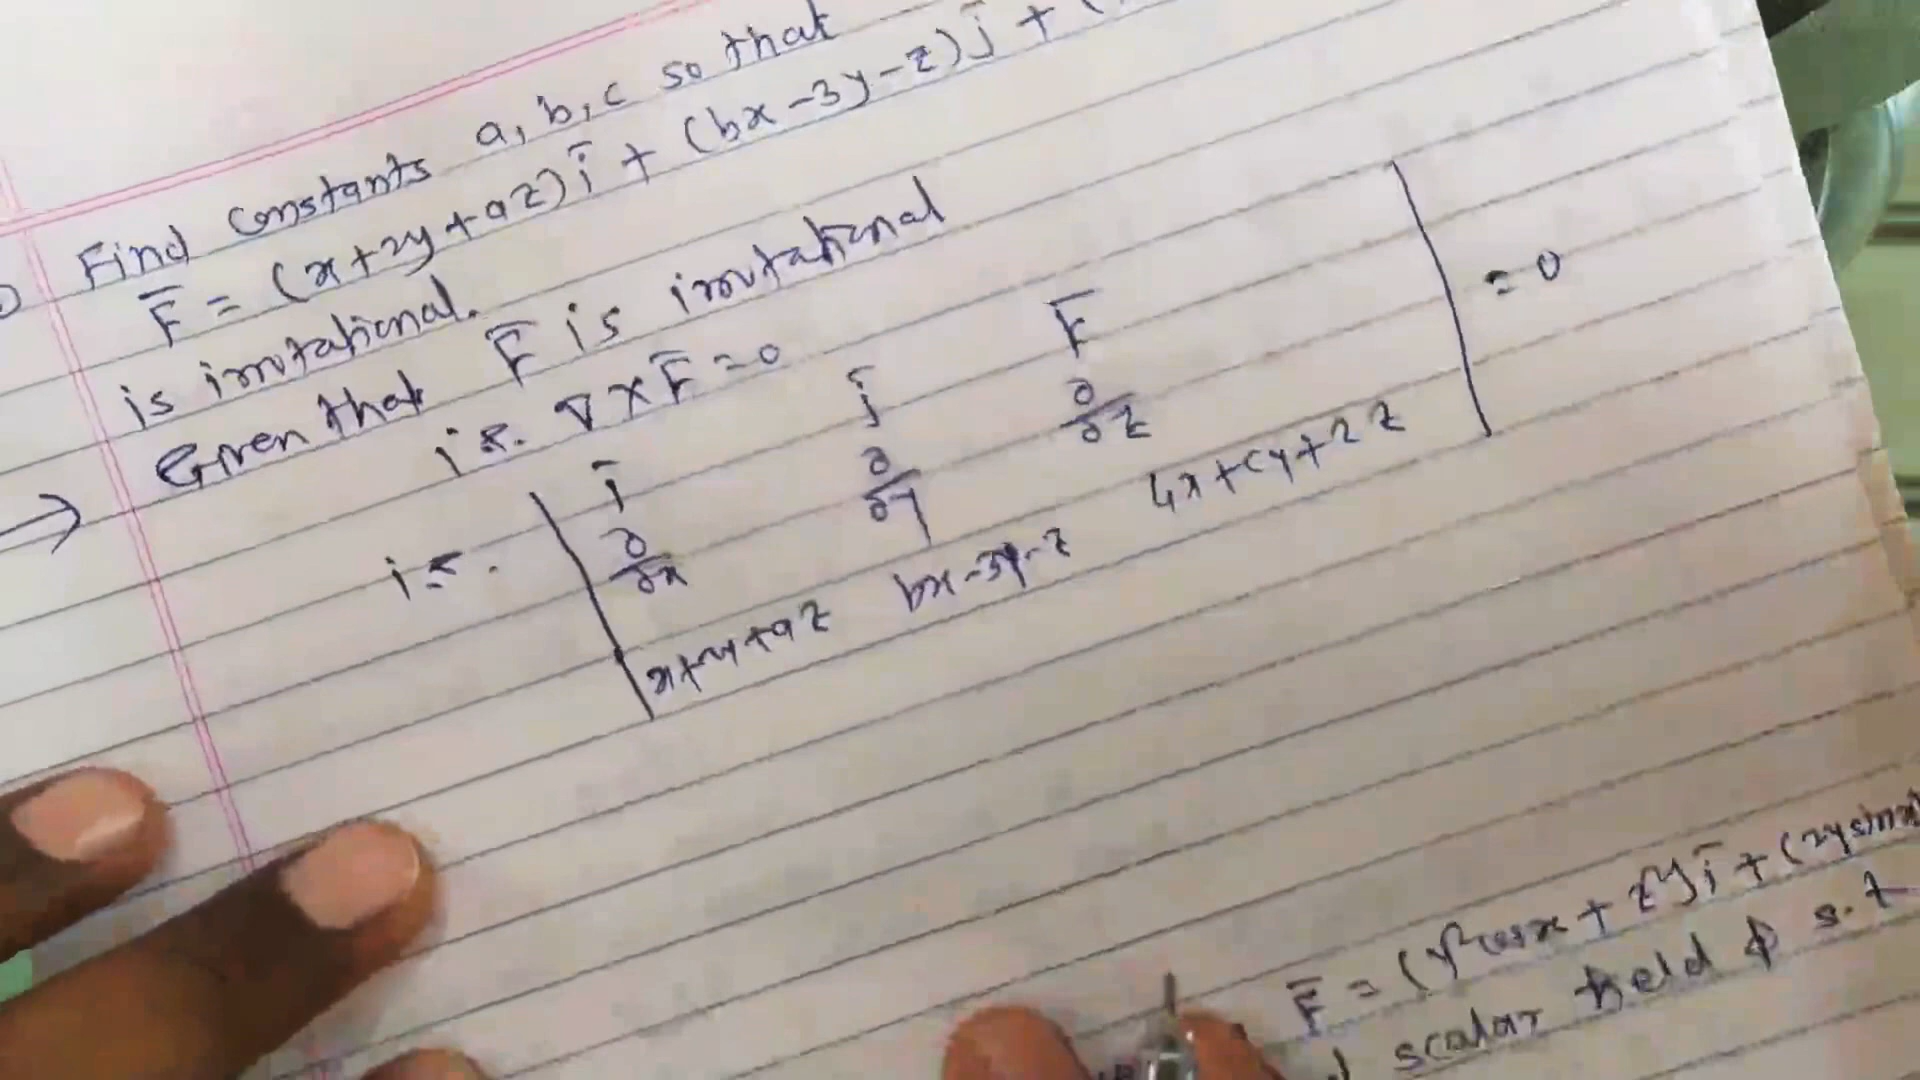 Find constants a, b, c so that
F̅ = (x+2y+az)i̅ + (bx-3y-z)j̅ + (
is irrotational.
Given that F̅ is irrotational
i.e. ∇×F̅ = 0
i.e. | i̅ j̅ k̅ | = 0
∂/∂x ∂/∂y ∂/∂z
x+2y+az bx-3y-z 4x+cy+2z
F̅ = (y²cosx + z³)i̅ + (2ysinx
scalar field ϕ s.t